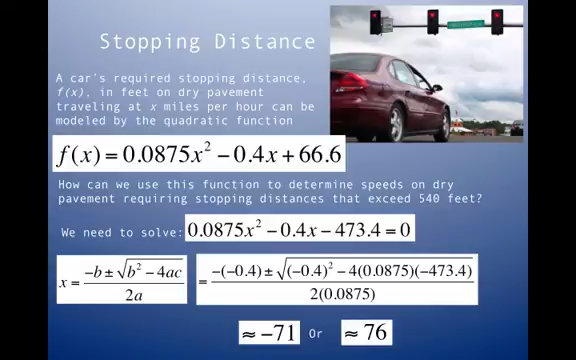 Stopping Distance
A car's required stopping distance,
f(x), in feet on dry pavement
traveling at x miles per hour can be
modeled by the quadratic function
f(x) = 0.0875x² − 0.4x + 66.6
How can we use this function to determine speeds on dry
pavement requiring stopping distances that exceed 540 feet?
We need to solve: 0.0875x² − 0.4x − 473.4 = 0
x = (−b ± √(b² − 4ac)) / 2a = (−(−0.4) ± √((−0.4)² − 4(0.0875)(−473.4))) / 2(0.0875)
≈ −71 Or ≈ 76